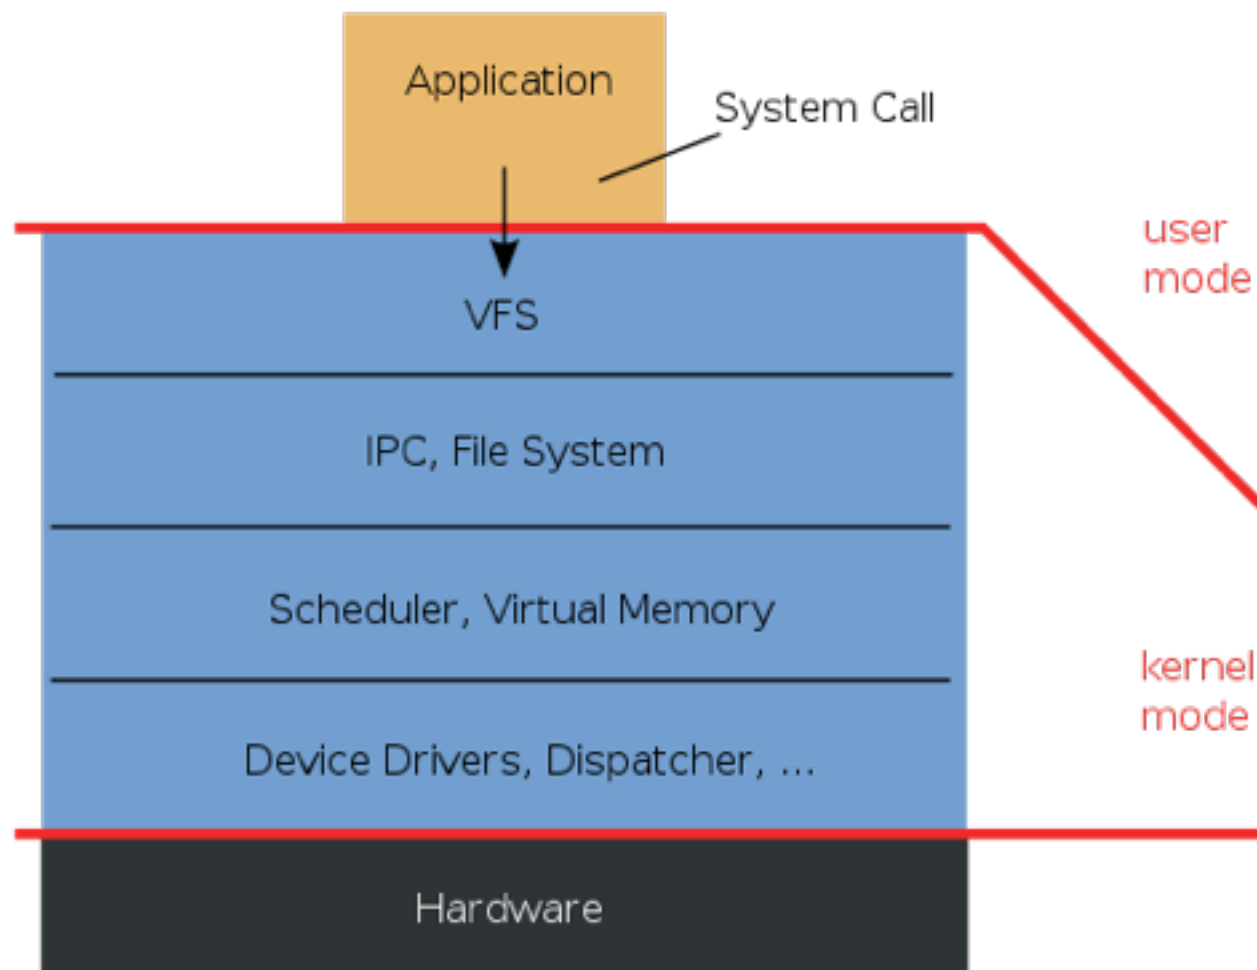 Application
System Call
user
mode
VFS
IPC, File System
Scheduler, Virtual Memory
kernel
mode
Device Drivers, Dispatcher, ...
Hardware